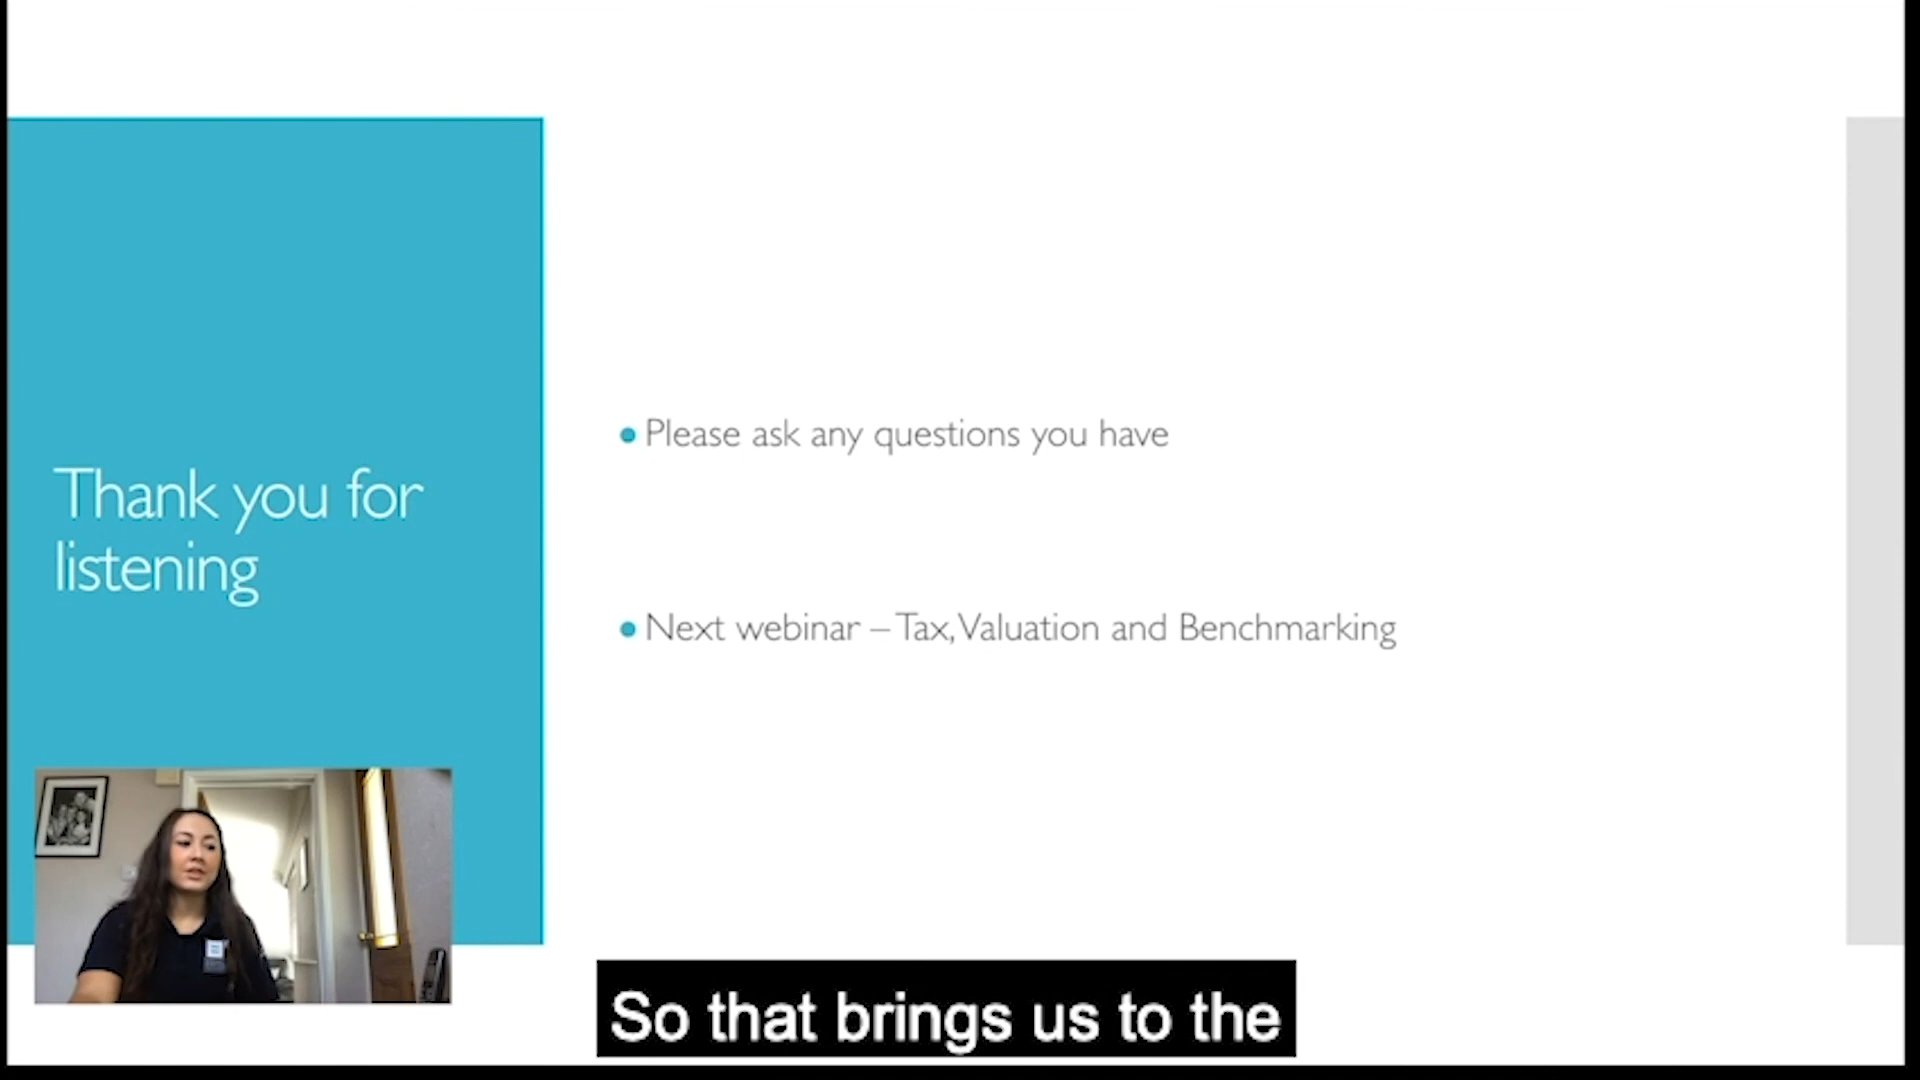 Thank you for
listening
• Please ask any questions you have
• Next webinar – Tax, Valuation and Benchmarking
So that brings us to the